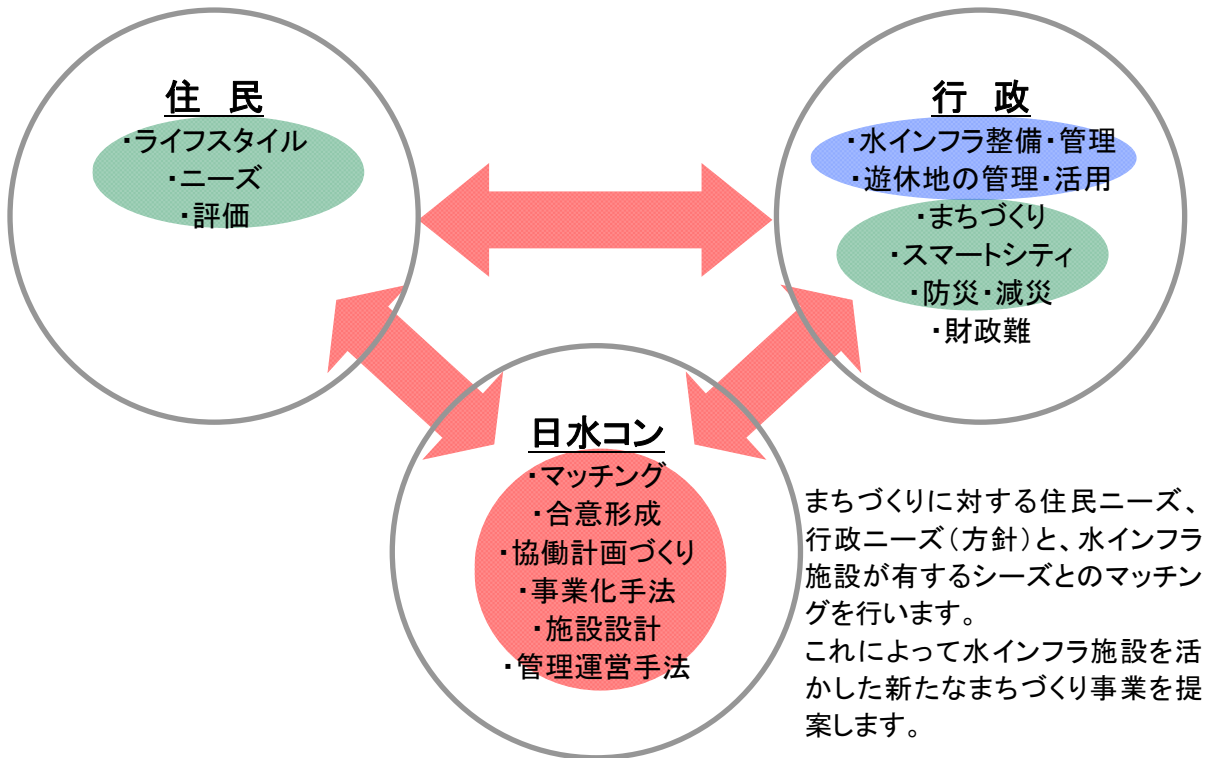 住　民
・ライフスタイル
・ニーズ
・評価
行　政
・水インフラ整備・管理
・遊休地の管理・活用
・まちづくり
・スマートシティ
・防災・減災
・財政難
日水コン
・マッチング
・合意形成
・協働計画づくり
・事業化手法
・施設設計
・管理運営手法
まちづくりに対する住民ニーズ、
行政ニーズ（方針）と、水インフラ
施設が有するシーズとのマッチン
グを行います。
これによって水インフラ施設を活
かした新たなまちづくり事業を提
案します。